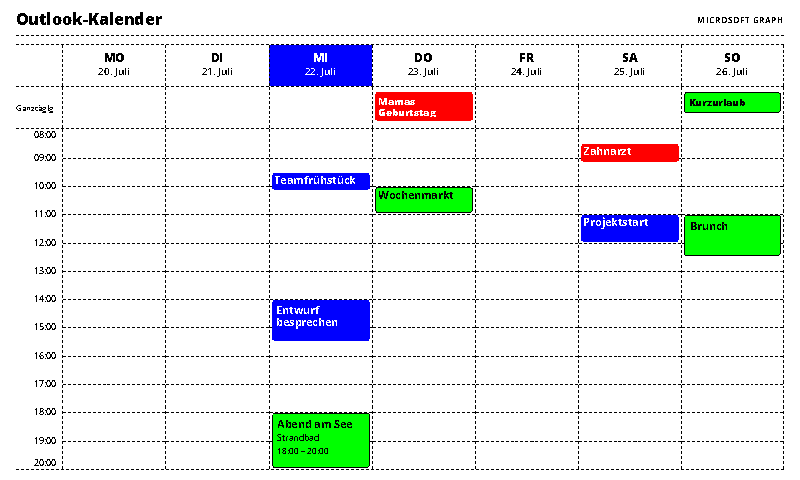 Outlook-Kalender
MICROSOFT GRAPH
MO
20. Juli
DI
21. Juli
MI
22. Juli
DO
23. Juli
FR
24. Juli
SA
25. Juli
SO
26. Juli
Ganztägig
Mamas
Geburtstag
Kurzurlaub
08:00
09:00
Zahnarzt
10:00
Teamfrühstück
Wochenmarkt
11:00
Projektstart
Brunch
12:00
13:00
14:00
Entwurf
besprechen
15:00
16:00
17:00
18:00
Abend am See
Strandbad
18:00 – 20:00
19:00
20:00